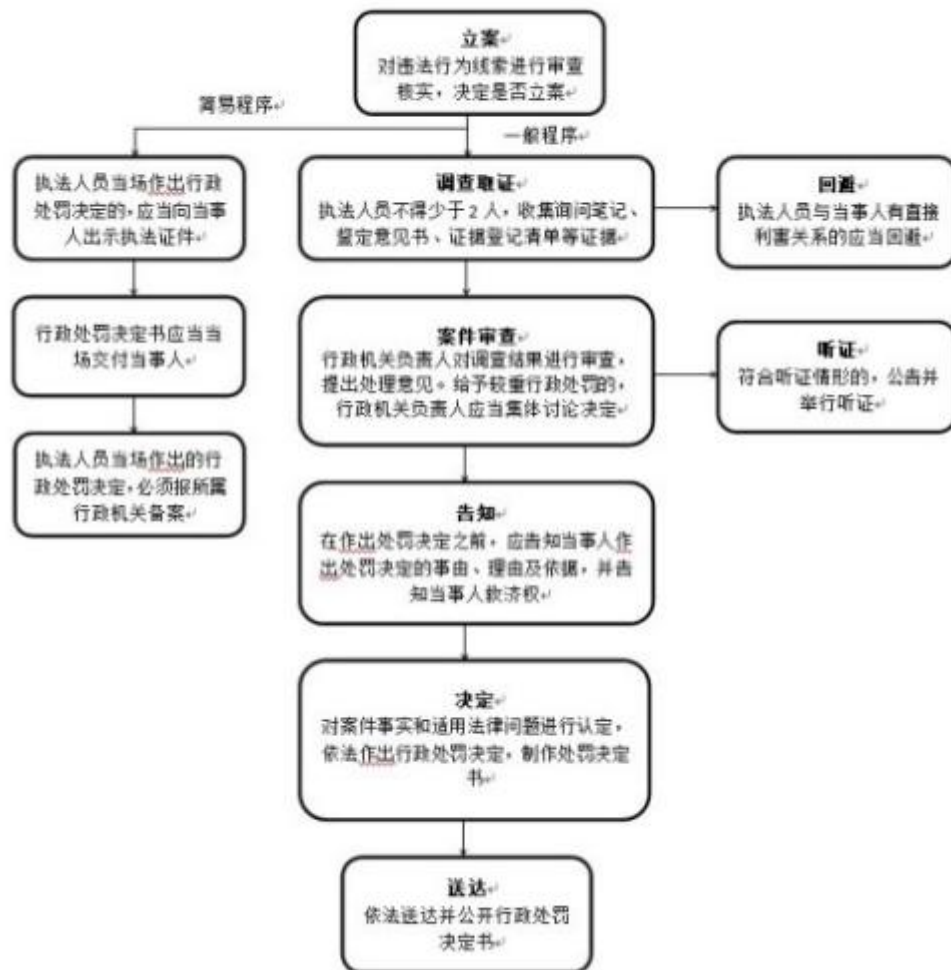 立案
对违法行为线索进行审查
核实，决定是否立案
简易程序
一般程序
执法人员当场作出行政
处罚决定的，应当向当事
人出示执法证件
调查取证
执法人员不得少于 2 人，收集询问笔记、
鉴定意见书、证据登记清单等证据
回避
执法人员与当事人有直接
利害关系的应当回避
行政处罚决定书应当当
场交付当事人
案件审查
行政机关负责人对调查结果进行审查，
提出处理意见。给予较重行政处罚的，
行政机关负责人应当集体讨论决定
听证
符合听证情形的，公告并
举行听证
执法人员当场作出的行
政处罚决定，必须报所属
行政机关备案
告知
在作出处罚决定之前，应告知当事人作
出处罚决定的事由、理由及依据，并告
知当事人救济权
决定
对案件事实和适用法律问题进行认定，
依法作出行政处罚决定，制作处罚决定
书
送达
依法送达并公开行政处罚
决定书